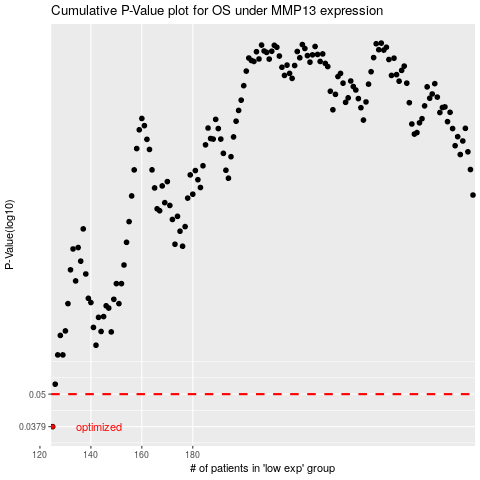 Cumulative P-Value plot for OS under MMP13 expression
P-Value(log10)
0.05
0.0379
optimized
120 140 160 180
# of patients in 'low exp' group